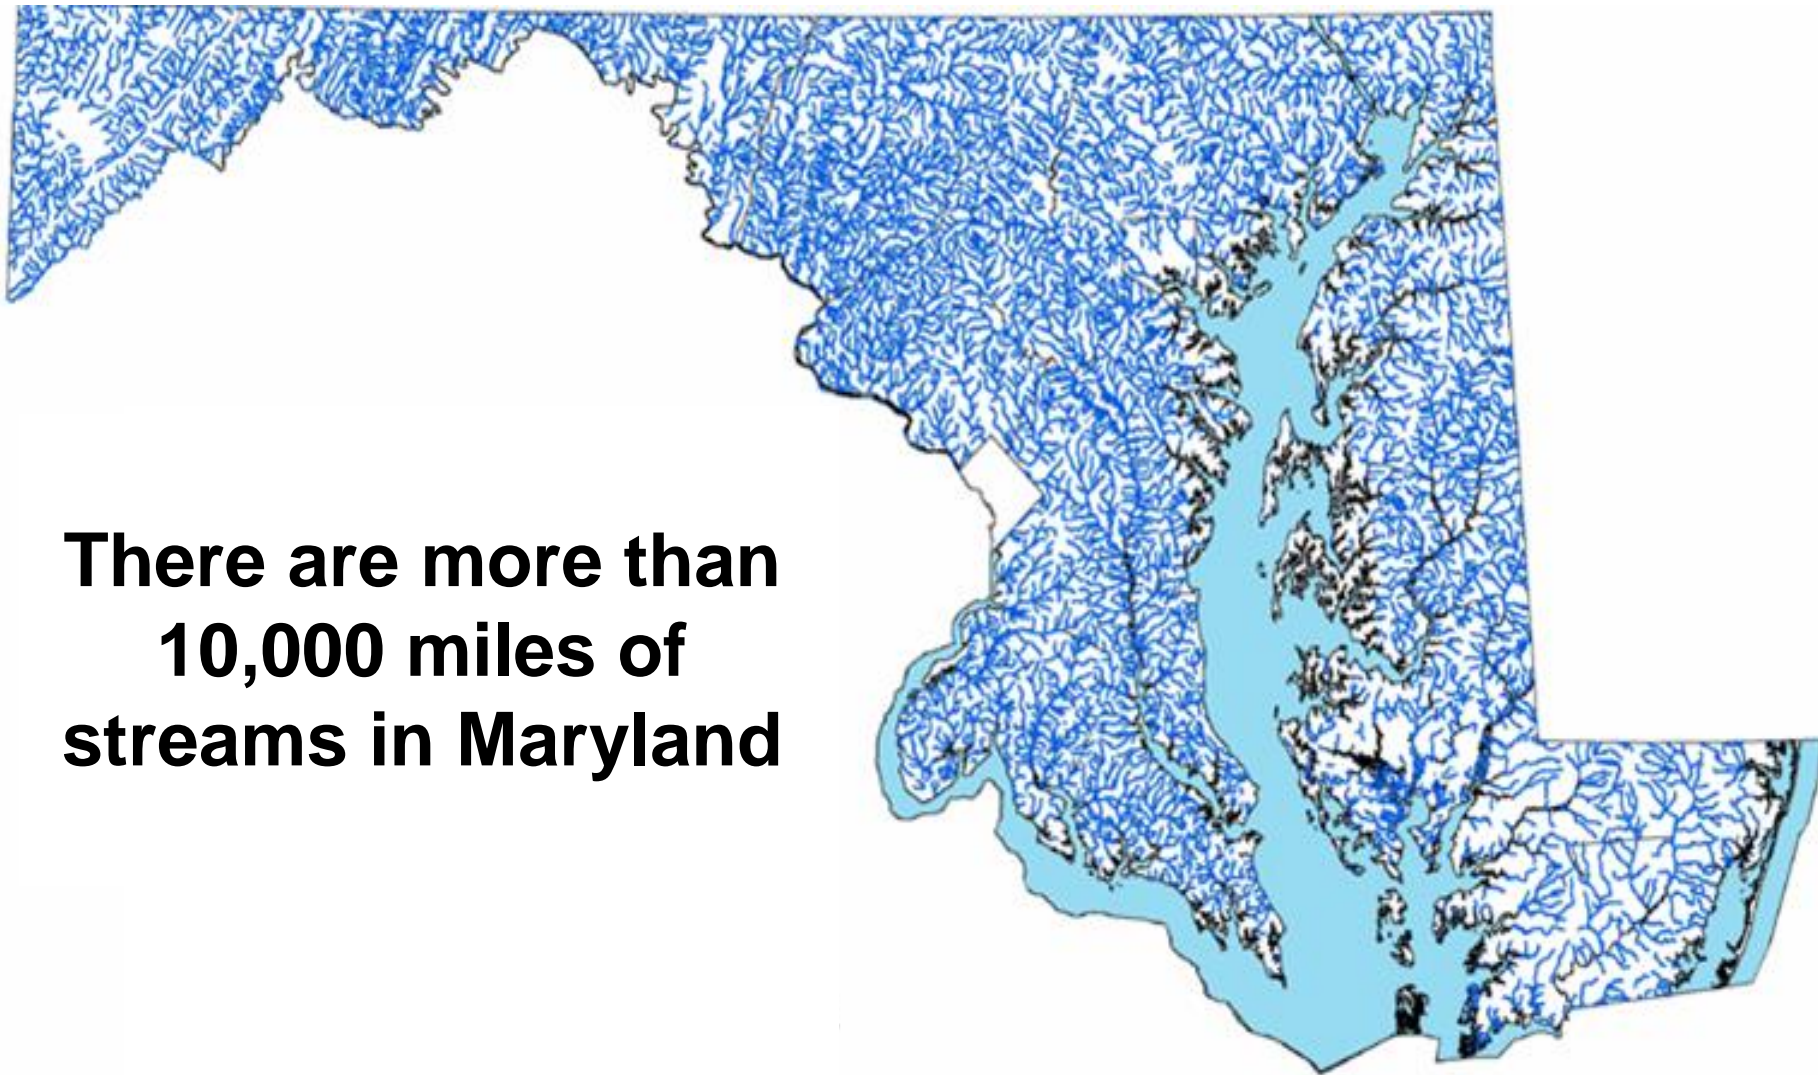 There are more than
10,000 miles of
streams in Maryland